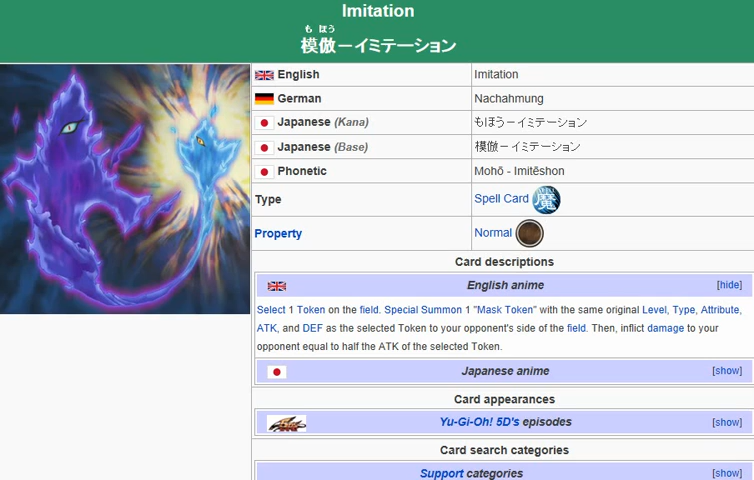 Imitation
も ほう
模倣－イミテーション
English Imitation
German Nachahmung
Japanese (Kana) もほう－イミテーション
Japanese (Base) 模倣－イミテーション
Phonetic Mohō - Imitēshon
Type Spell Card 魔
Property Normal
Card descriptions
English anime [hide]
Select 1 Token on the field. Special Summon 1 "Mask Token" with the same original Level, Type, Attribute,
ATK, and DEF as the selected Token to your opponent's side of the field. Then, inflict damage to your
opponent equal to half the ATK of the selected Token.
Japanese anime [show]
Card appearances
Yu-Gi-Oh! 5D's episodes [show]
Card search categories
Support categories [show]